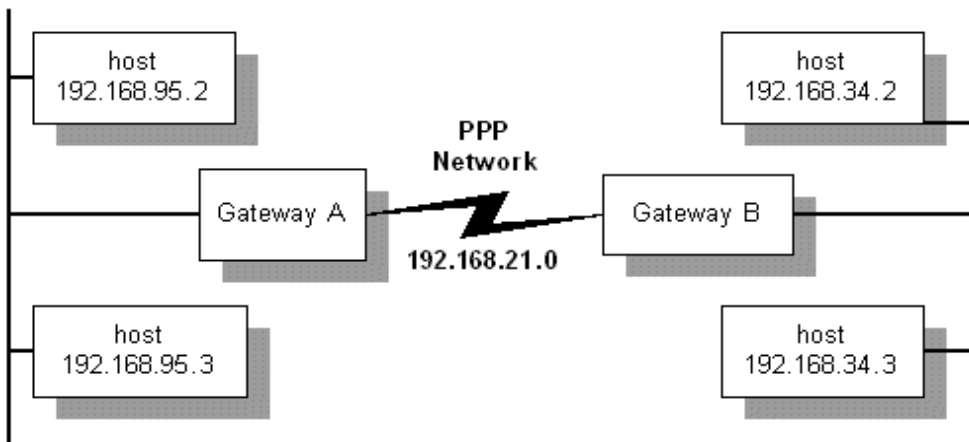 host
192.168.95.2
host
192.168.34.2
PPP
Network
Gateway A
Gateway B
192.168.21.0
host
192.168.95.3
host
192.168.34.3